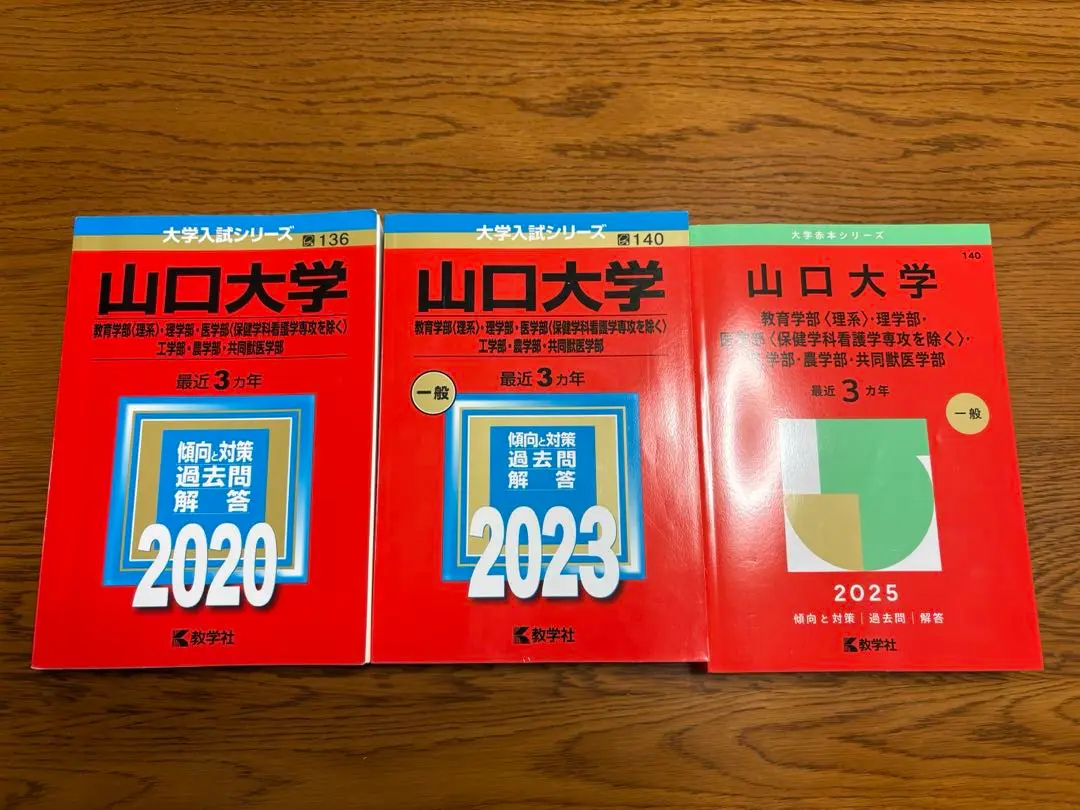 大学入試シリーズ
136
山口大学
教育学部〈理系〉・理学部・医学部〈保健学科看護学専攻を除く〉
工学部・農学部・共同獣医学部
最近3カ年
傾向と対策
過去問
解答
2020
教学社
大学入試シリーズ
140
山口大学
教育学部〈理系〉・理学部・医学部〈保健学科看護学専攻を除く〉
工学部・農学部・共同獣医学部
最近3カ年
一般
傾向と対策
過去問
解答
2023
教学社
大学赤本シリーズ
140
山口大学
教育学部〈理系〉・理学部・
医学部〈保健学科看護学専攻を除く〉・
学部・農学部・共同獣医学部
最近3カ年
一般
2025
傾向と対策|過去問|解答
教学社